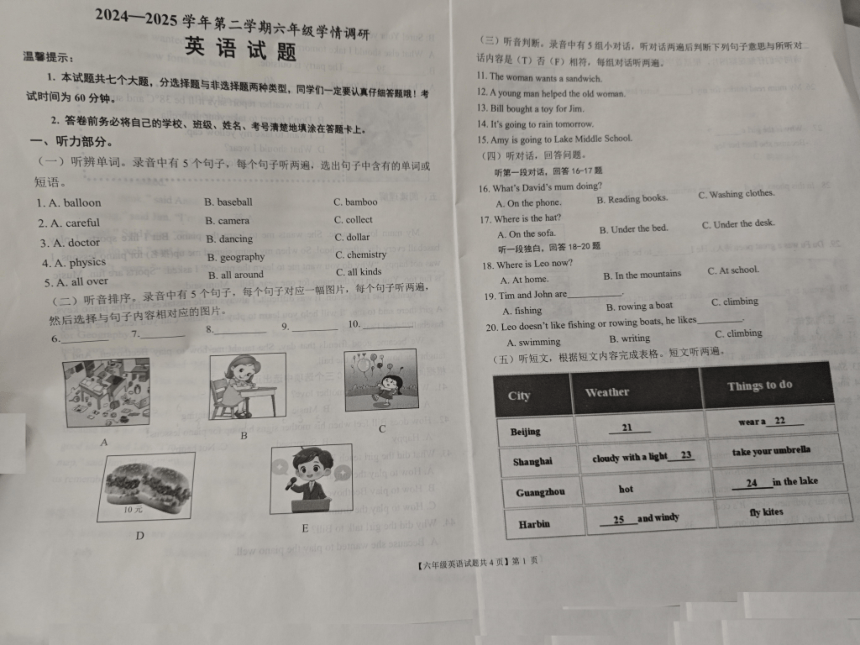 2024—2025 学年第二学期六年级学情调研
英 语 试 题
温馨提示：
1. 本试题共七个大题，分选择题与非选择题两种类型，同学们一定要认真仔细答题哦！考
试时间为 60 分钟。
2. 答卷前务必将自己的学校、班级、姓名、考号清楚地填涂在答题卡上。
一、听力部分。
（一）听辨单词。录音中有 5 个句子，每个句子听两遍，选出句子中含有的单词或
短语。
1. A. balloon B. baseball C. bamboo
2. A. careful B. camera C. collect
3. A. doctor B. dancing C. dollar
4. A. physics B. geography C. chemistry
5. A. all over B. all around C. all kinds
（二）听音排序。录音中有 5 个句子，每个句子对应一幅图片，每个句子听两遍，
然后选择与句子内容相对应的图片。
6.________ 7.________ 8.________ 9.________ 10.________
A
B
C
10 元
D
E
（三）听音判断。录音中有 5 组小对话，听对话两遍后判断下列句子意思与所听对
话内容是（T）否（F）相符，每组对话听两遍。
11. The woman wants a sandwich.
12. A young man helped the old woman.
13. Bill bought a toy for Jim.
14. It's going to rain tomorrow.
15. Amy is going to Lake Middle School.
（四）听对话，回答问题。
听第一段对话，回答 16-17 题
16. What's David's mum doing?
A. On the phone. B. Reading books. C. Washing clothes.
17. Where is the hat?
A. On the sofa. B. Under the bed. C. Under the desk.
听一段独白，回答 18-20 题
18. Where is Leo now?
A. At home. B. In the mountains C. At school.
19. Tim and John are________.
A. fishing B. rowing a boat C. climbing
20. Leo doesn't like fishing or rowing boats, he likes________.
A. swimming B. writing C. climbing
（五）听短文，根据短文内容完成表格。短文听两遍。
City Weather Things to do
Beijing __21__ wear a __22__
Shanghai cloudy with a light __23__ take your umbrella
Guangzhou hot __24__ in the lake
Harbin __25__ and windy fly kites
【六年级英语试题共 4 页】第 1 页